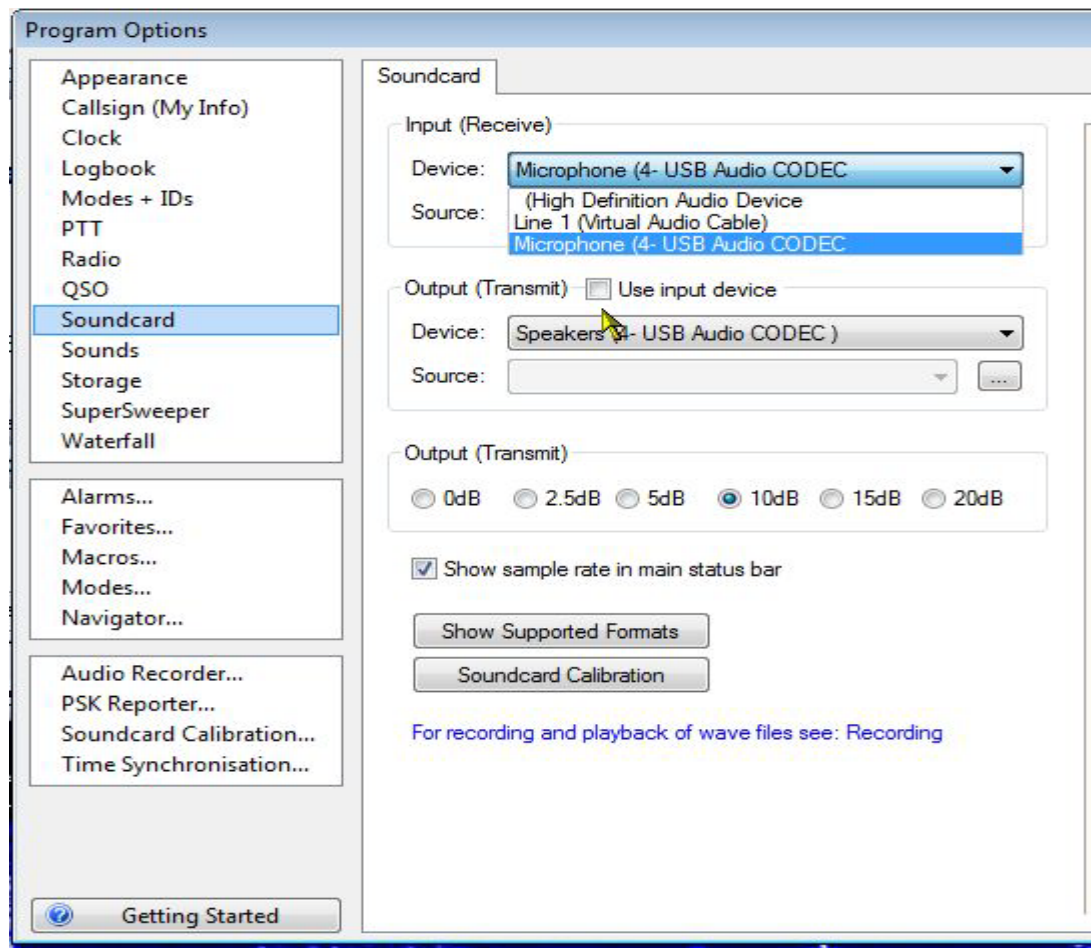 Program Options
Appearance
Callsign (My Info)
Clock
Logbook
Modes + IDs
PTT
Radio
QSO
Soundcard
Sounds
Storage
SuperSweeper
Waterfall
Alarms...
Favorites...
Macros...
Modes...
Navigator...
Audio Recorder...
PSK Reporter...
Soundcard Calibration...
Time Synchronisation...
Getting Started
Soundcard
Input (Receive)
Device: Microphone (4- USB Audio CODEC
(High Definition Audio Device
Source: Line 1 (Virtual Audio Cable)
Microphone (4- USB Audio CODEC
Output (Transmit) Use input device
Device: Speakers (4- USB Audio CODEC )
Source: ...
Output (Transmit)
0dB 2.5dB 5dB 10dB 15dB 20dB
Show sample rate in main status bar
Show Supported Formats
Soundcard Calibration
For recording and playback of wave files see: Recording